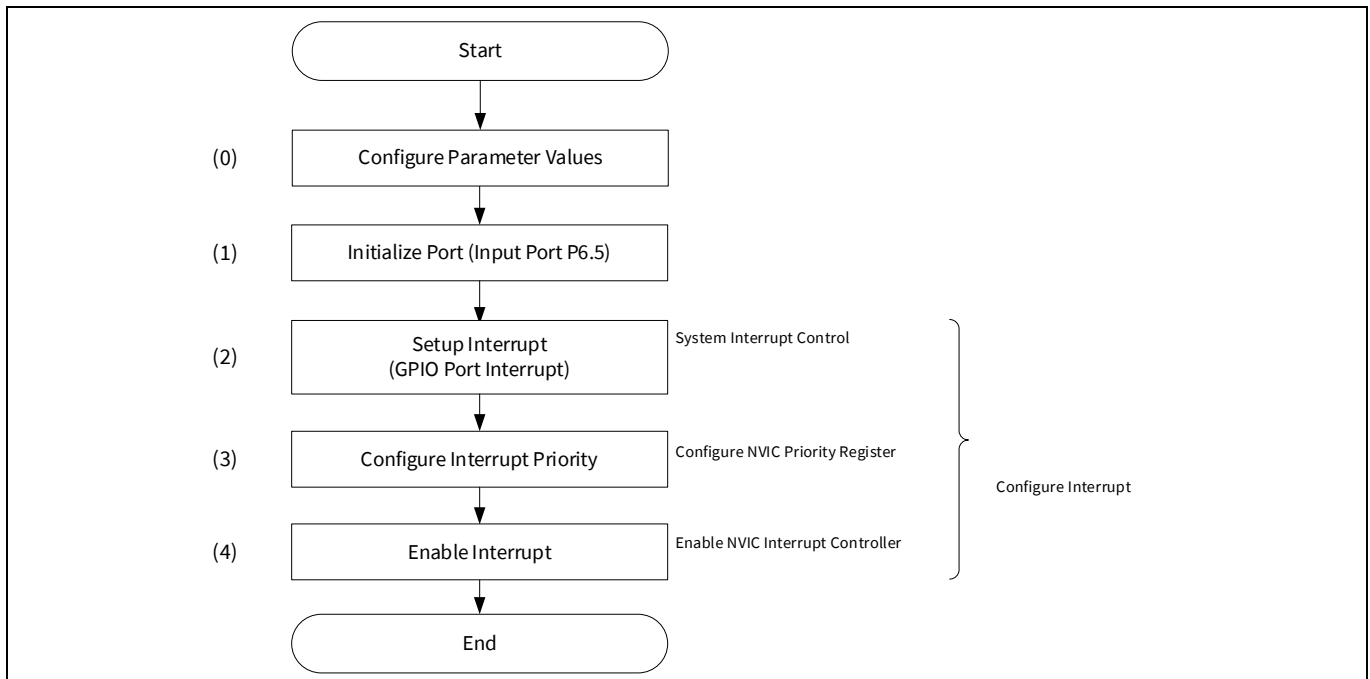 Start
(0)
Configure Parameter Values
(1)
Initialize Port (Input Port P6.5)
(2)
Setup Interrupt
(GPIO Port Interrupt)
System Interrupt Control
(3)
Configure Interrupt Priority
Configure NVIC Priority Register
Configure Interrupt
(4)
Enable Interrupt
Enable NVIC Interrupt Controller
End